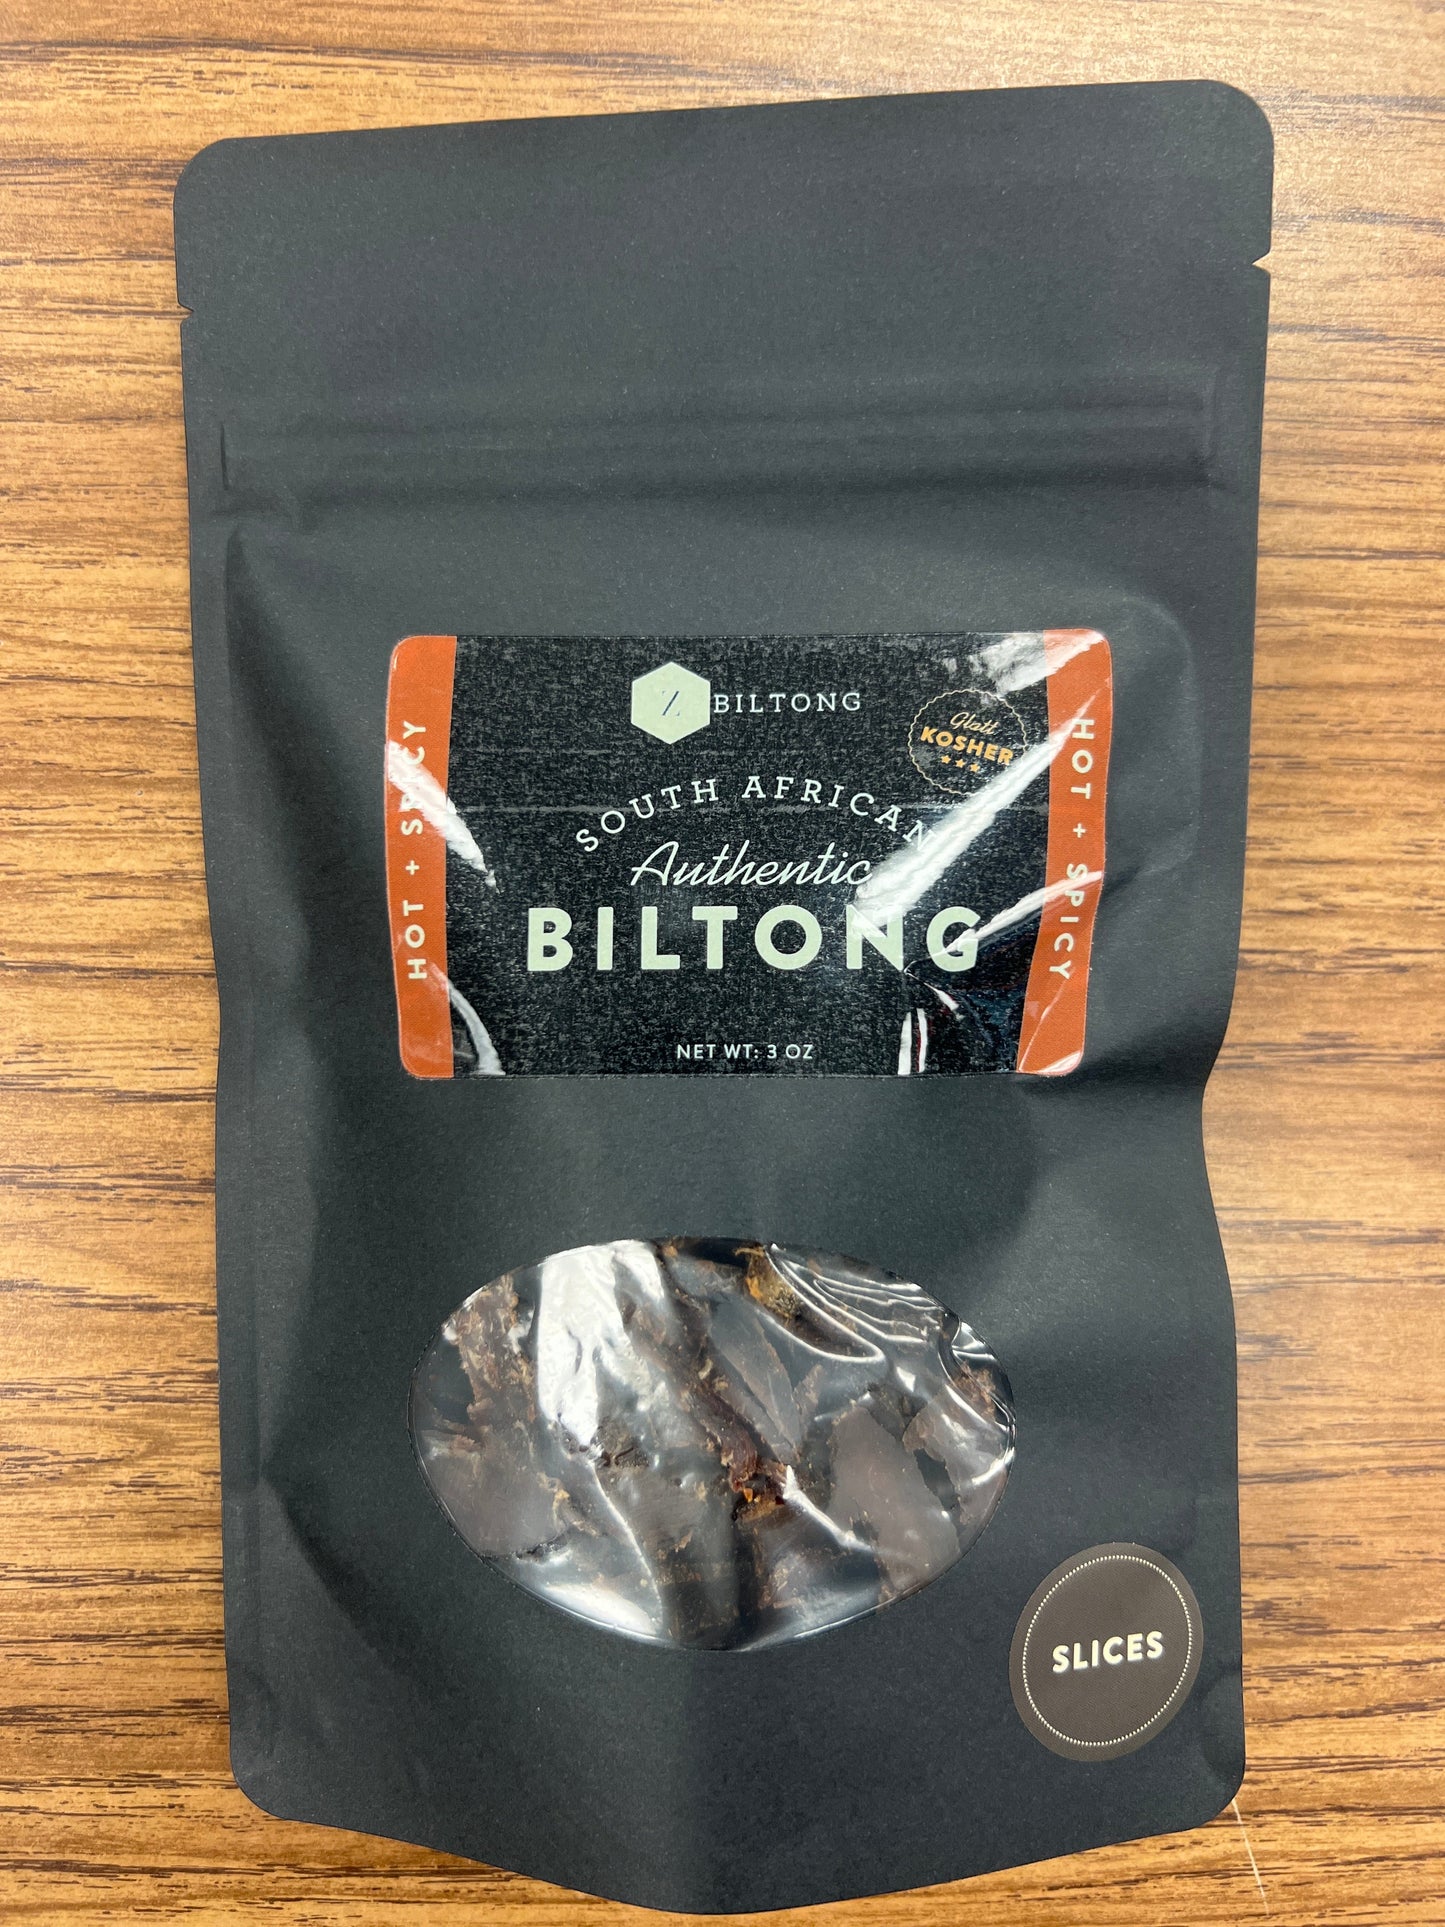 Z BILTONG
Glatt
KOSHER
SOUTH AFRICAN
Authentic
BILTONG
NET WT: 3 OZ
HOT + SPICY
HOT + SPICY
SLICES